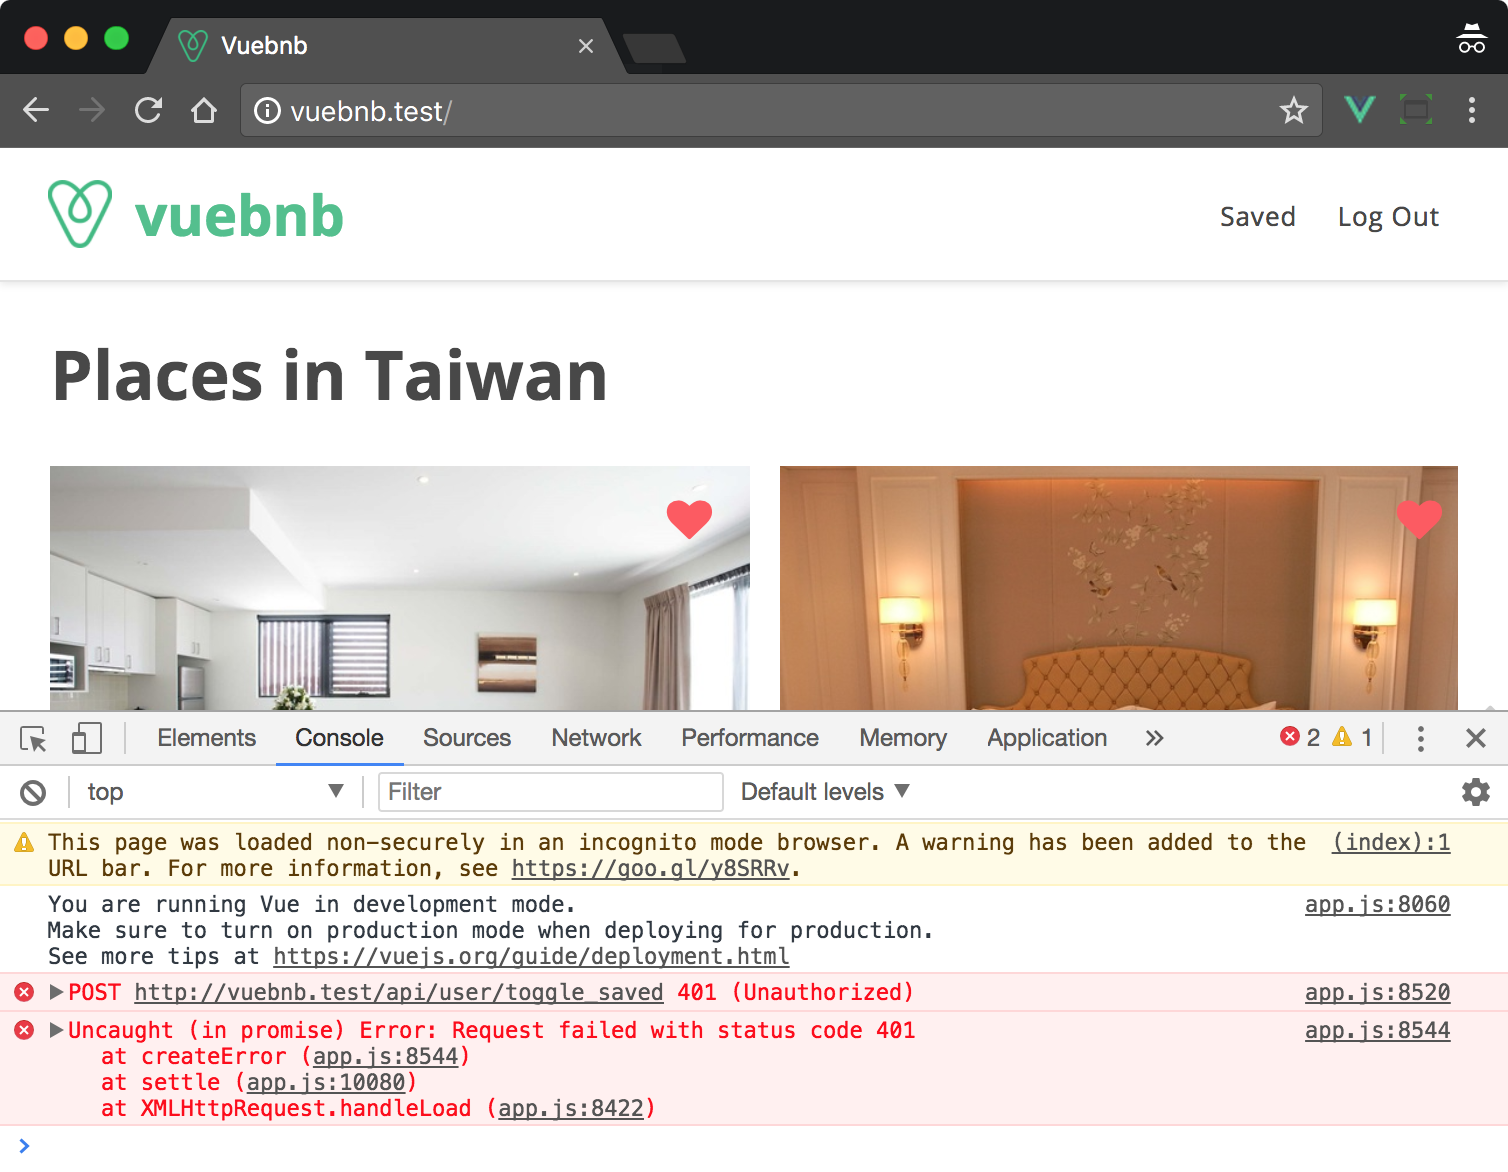 Vuebnb
vuebnb.test/
vuebnb
Saved Log Out
Places in Taiwan
Elements Console Sources Network Performance Memory Application 2 1
top Filter Default levels
This page was loaded non-securely in an incognito mode browser. A warning has been added to the (index):1
URL bar. For more information, see https://goo.gl/y8SRRv.
You are running Vue in development mode. app.js:8060
Make sure to turn on production mode when deploying for production.
See more tips at https://vuejs.org/guide/deployment.html
POST http://vuebnb.test/api/user/toggle_saved 401 (Unauthorized) app.js:8520
Uncaught (in promise) Error: Request failed with status code 401 app.js:8544
at createError (app.js:8544)
at settle (app.js:10080)
at XMLHttpRequest.handleLoad (app.js:8422)